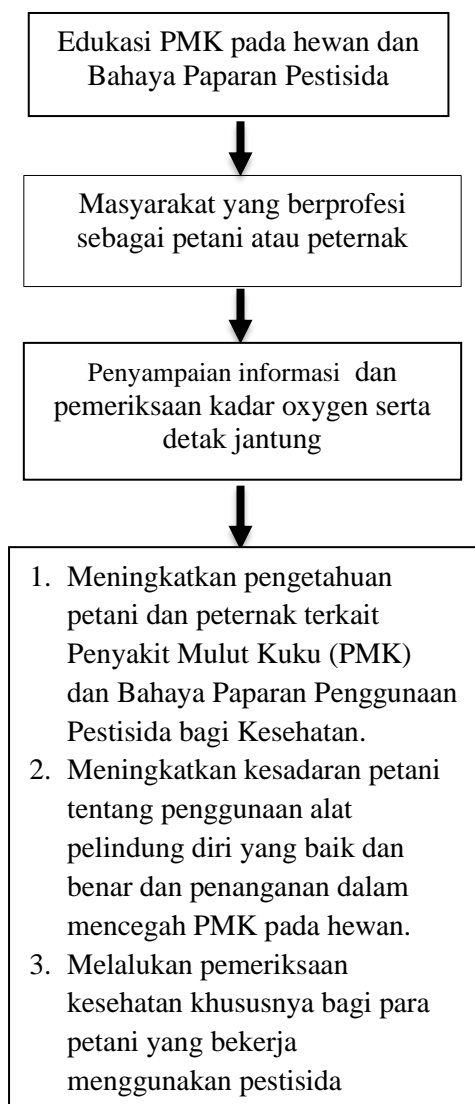 Edukasi PMK pada hewan dan
Bahaya Paparan Pestisida
Masyarakat yang berprofesi
sebagai petani atau peternak
Penyampaian informasi dan
pemeriksaan kadar oxygen serta
detak jantung
1. Meningkatkan pengetahuan
petani dan peternak terkait
Penyakit Mulut Kuku (PMK)
dan Bahaya Paparan Penggunaan
Pestisida bagi Kesehatan.
2. Meningkatkan kesadaran petani
tentang penggunaan alat
pelindung diri yang baik dan
benar dan penanganan dalam
mencegah PMK pada hewan.
3. Melalukan pemeriksaan
kesehatan khususnya bagi para
petani yang bekerja
menggunakan pestisida